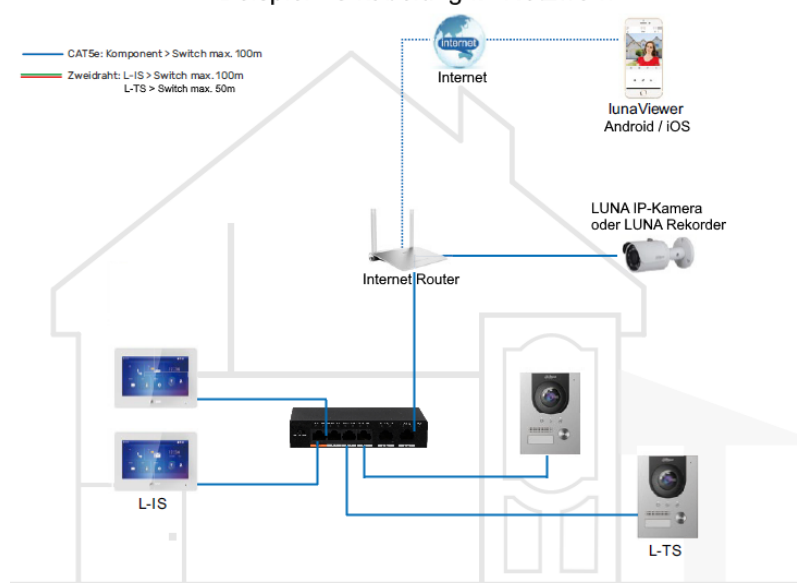 CAT5e: Komponent > Switch max. 100m
Zweidraht: L-IS > Switch max. 100m
L-TS > Switch max. 50m
internet
Internet
lunaViewer
Android / iOS
LUNA IP-Kamera
oder LUNA Rekorder
Internet Router
L-IS
L-TS